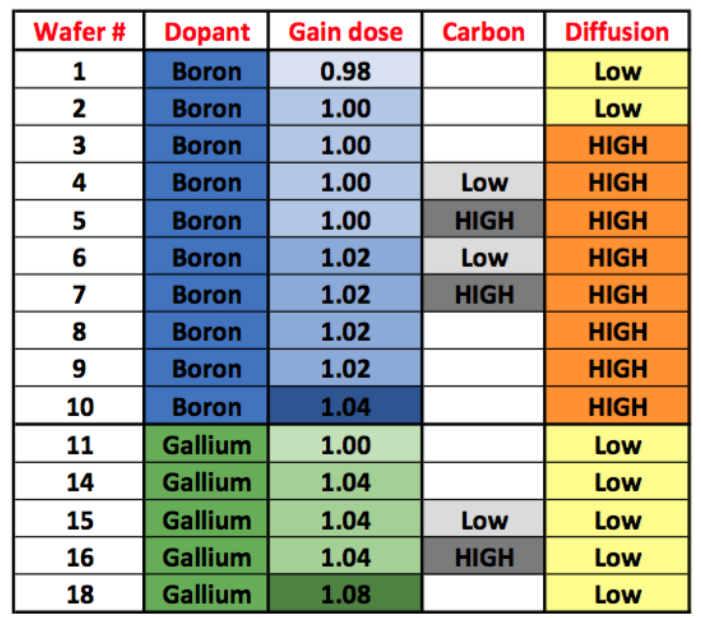 Wafer # Dopant Gain dose Carbon Diffusion
1 Boron 0.98 Low
2 Boron 1.00 Low
3 Boron 1.00 HIGH
4 Boron 1.00 Low HIGH
5 Boron 1.00 HIGH HIGH
6 Boron 1.02 Low HIGH
7 Boron 1.02 HIGH HIGH
8 Boron 1.02 HIGH
9 Boron 1.02 HIGH
10 Boron 1.04 HIGH
11 Gallium 1.00 Low
14 Gallium 1.04 Low
15 Gallium 1.04 Low Low
16 Gallium 1.04 HIGH Low
18 Gallium 1.08 Low